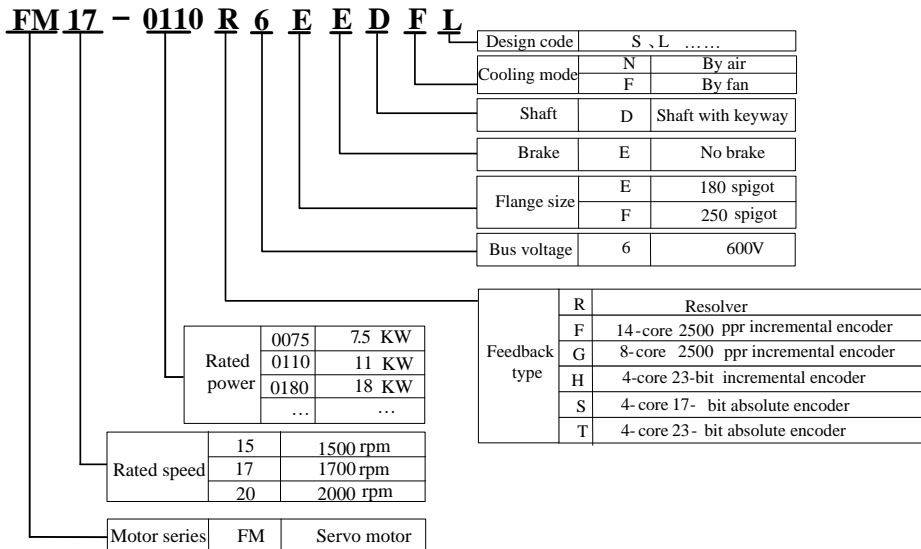 FM17-0110 R 6 E E D F L
Design code S、L ……
Cooling mode N By air
F By fan
Shaft D Shaft with keyway
Brake E No brake
Flange size E 180 spigot
F 250 spigot
Bus voltage 6 600V
Feedback type R Resolver
F 14-core 2500 ppr incremental encoder
G 8-core 2500 ppr incremental encoder
H 4-core 23-bit incremental encoder
S 4-core 17- bit absolute encoder
T 4-core 23- bit absolute encoder
Rated power 0075 7.5 KW
0110 11 KW
0180 18 KW
... ...
Rated speed 15 1500 rpm
17 1700 rpm
20 2000 rpm
Motor series FM Servo motor